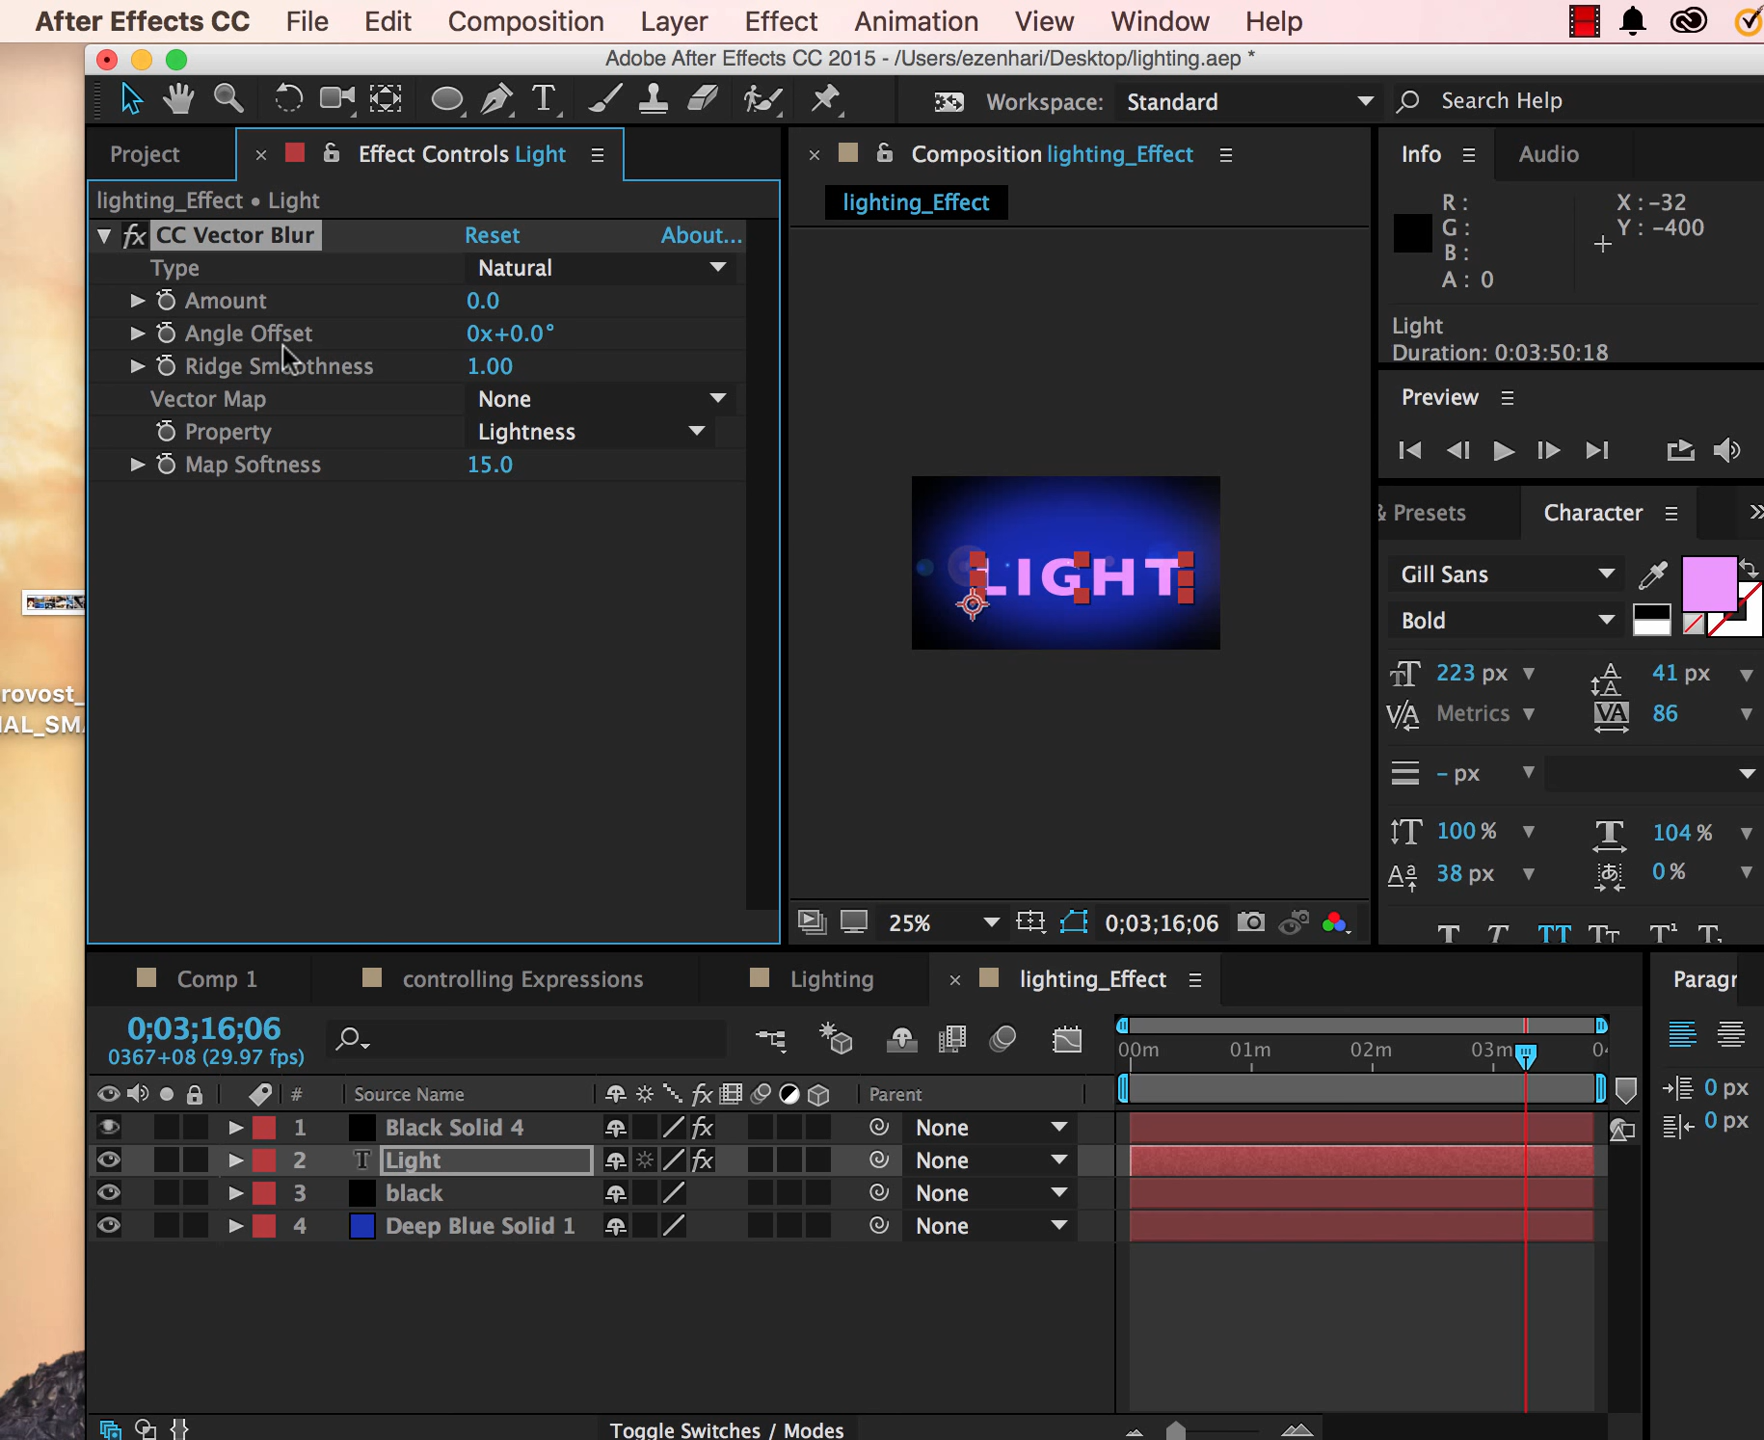 After Effects CC File Edit Composition Layer Effect Animation View Window Help
Adobe After Effects CC 2015 - /Users/ezenhari/Desktop/lighting.aep *
Workspace: Standard Search Help
Project Effect Controls Light
lighting_Effect • Light
fx CC Vector Blur Reset About...
Type Natural
Amount 0.0
Angle Offset 0x+0.0°
Ridge Smoothness 1.00
Vector Map None
Property Lightness
Map Softness 15.0
Composition lighting_Effect
lighting_Effect
LIGHT
25% 0;03;16;06
Info Audio
R : X : -32
G : Y : -400
B :
A : 0
Light
Duration: 0:03:50:18
Preview
& Presets Character
Gill Sans
Bold
223 px 41 px
Metrics 86
- px
100 % 104 %
38 px 0 %
rovost_
IAL_SM
Comp 1 controlling Expressions Lighting lighting_Effect
Paragr
0;03;16;06
0367+08 (29.97 fps)
00m 01m 02m 03m 04
# Source Name fx Parent
1 Black Solid 4 fx None
2 T Light fx None
3 black None
4 Deep Blue Solid 1 None
0 px
0 px
Toggle Switches / Modes